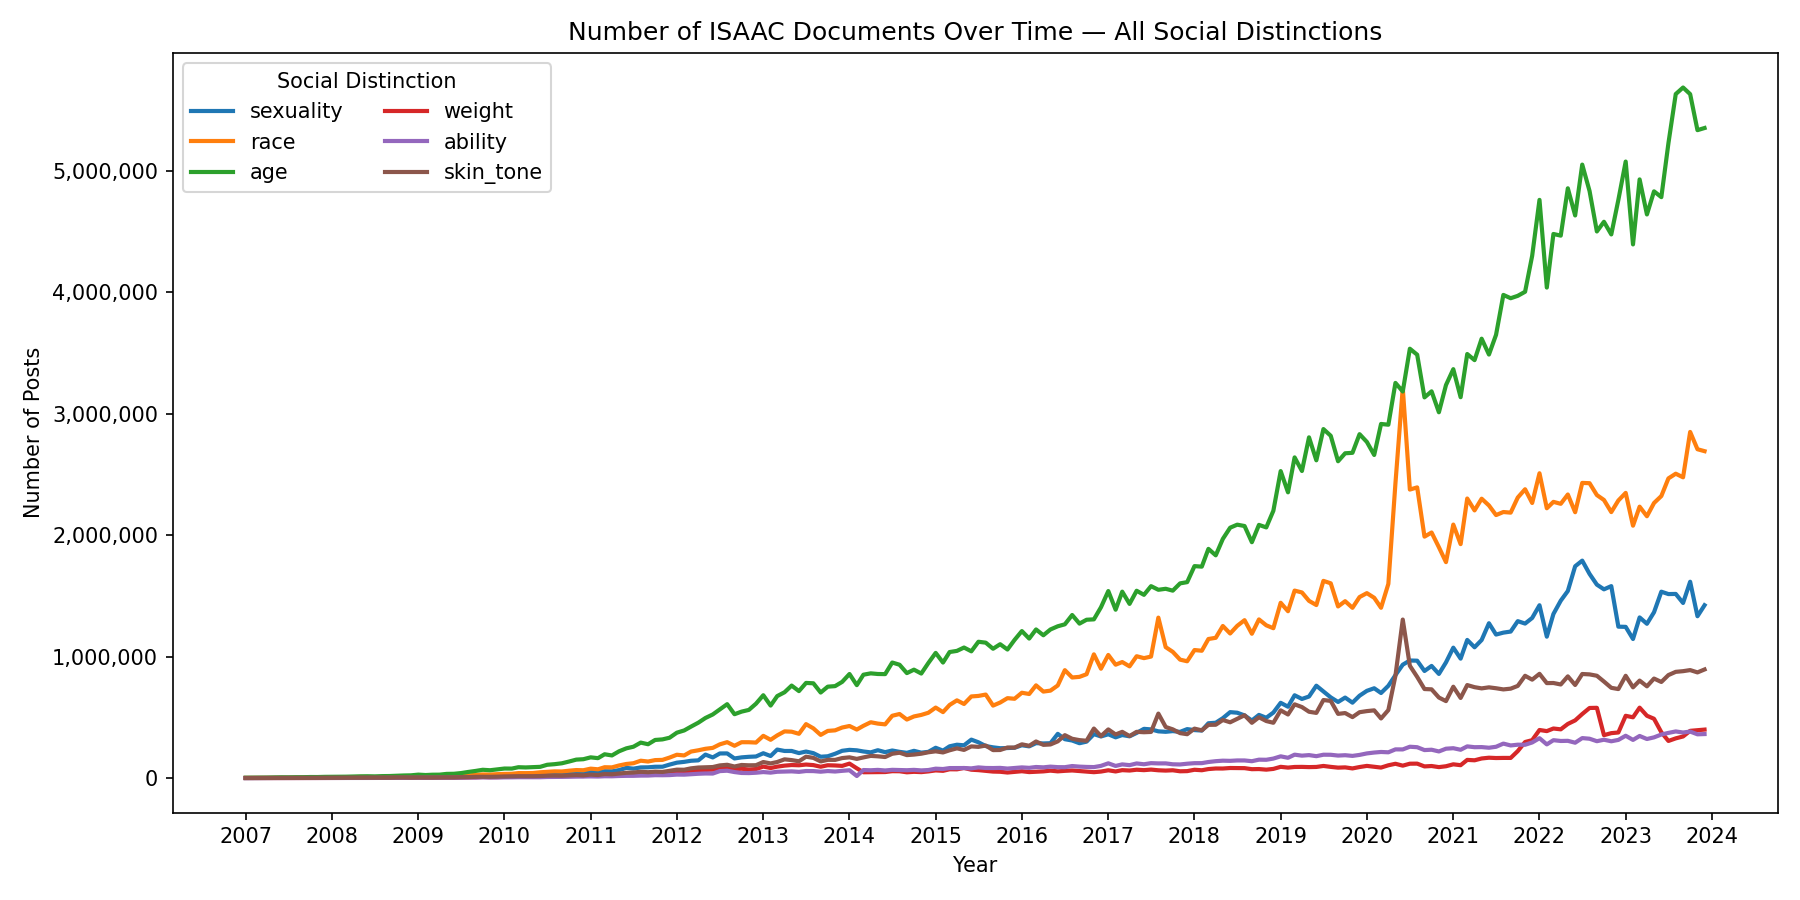 Number of ISAAC Documents Over Time — All Social Distinctions
Social Distinction
sexuality
race
age
weight
ability
skin_tone
Number of Posts
5,000,000
4,000,000
3,000,000
2,000,000
1,000,000
0
2007 2008 2009 2010 2011 2012 2013 2014 2015 2016 2017 2018 2019 2020 2021 2022 2023 2024
Year